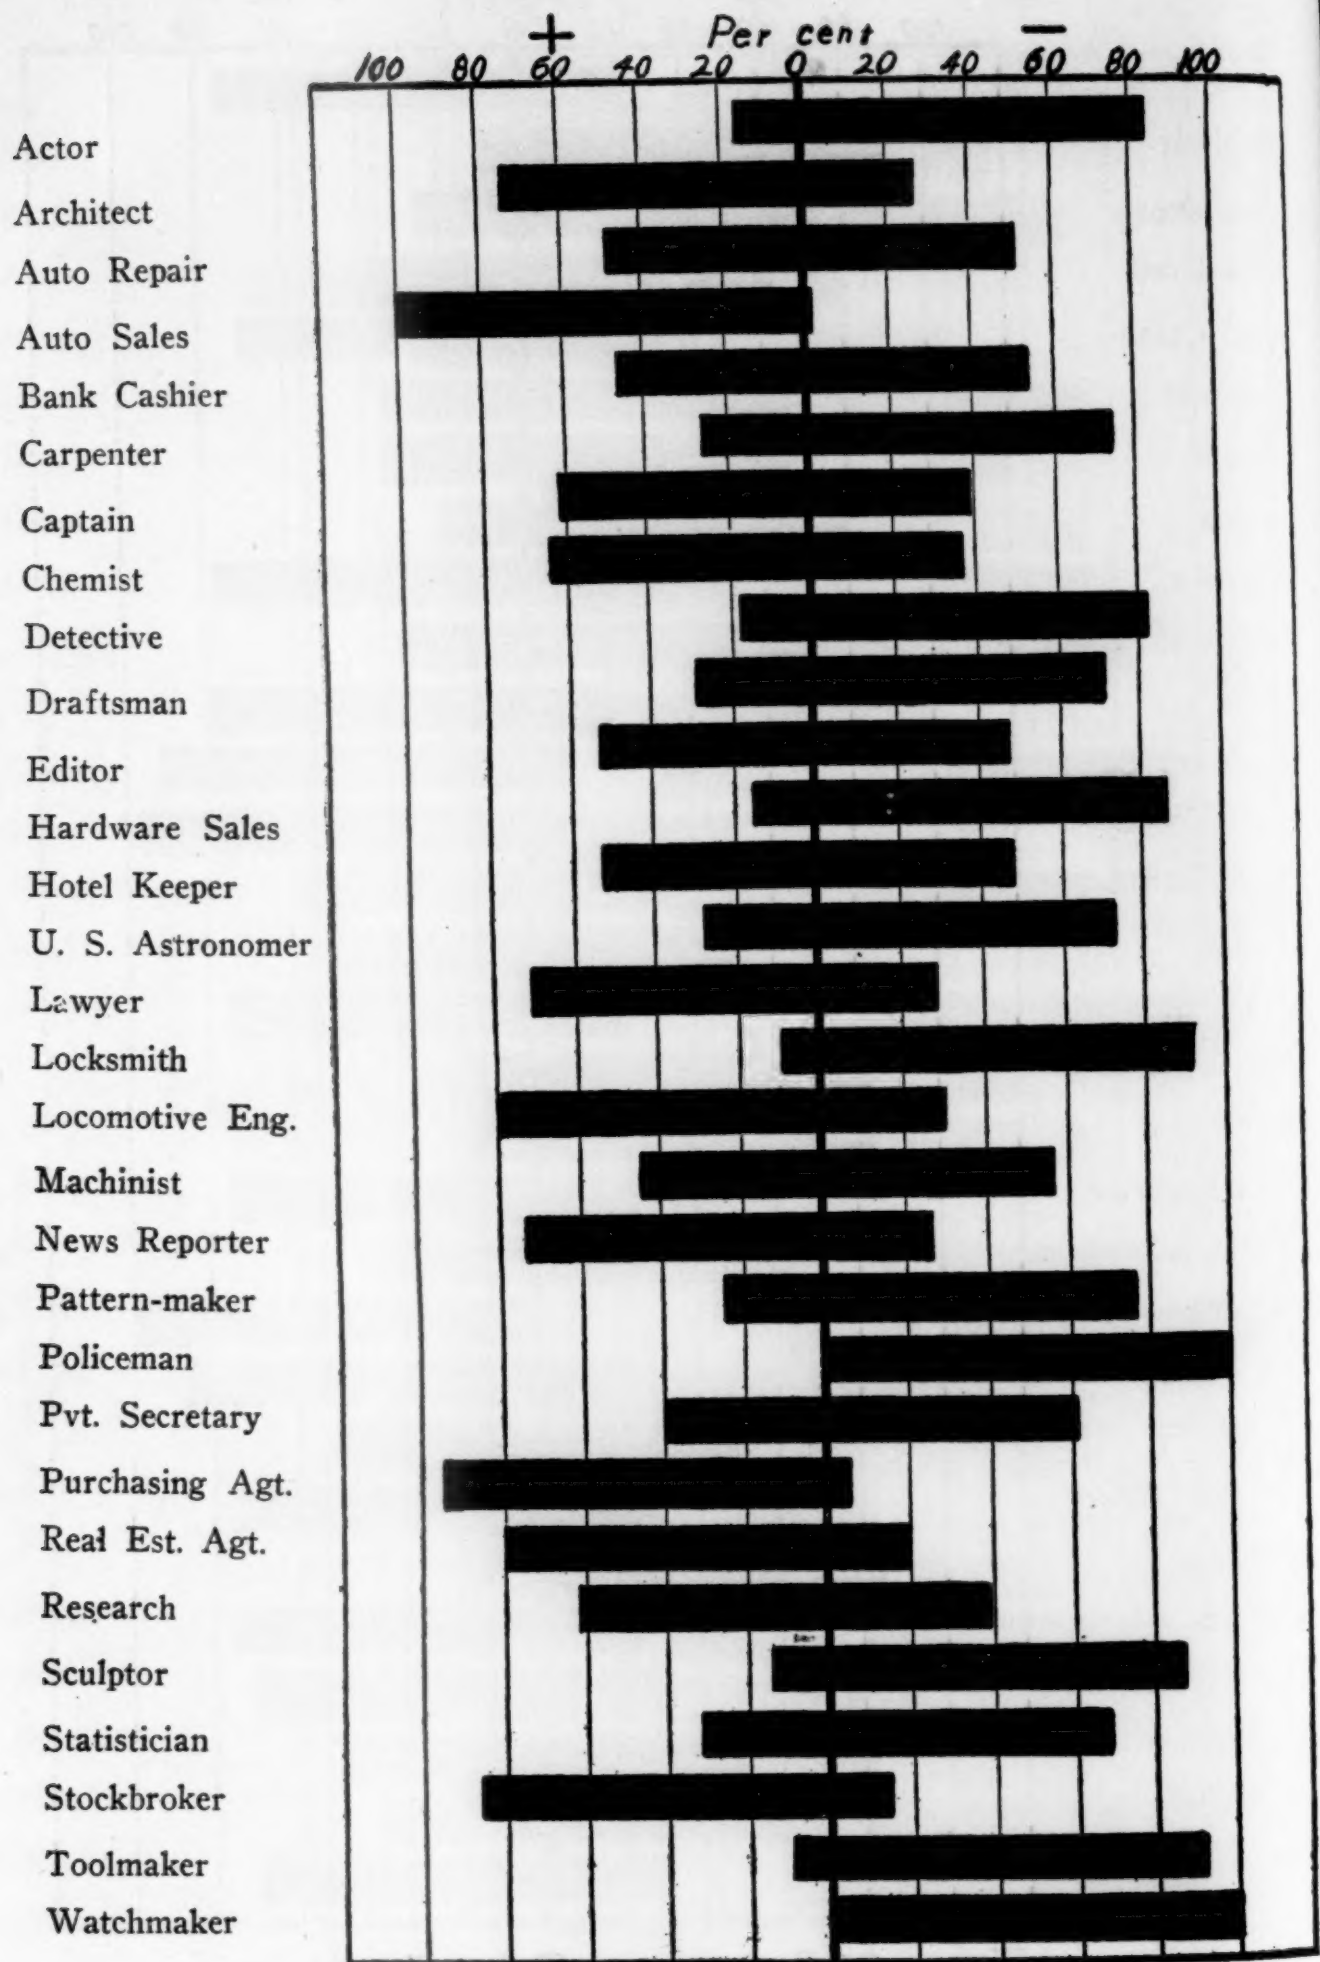 + Per cent —
100 80 60 40 20 0 20 40 60 80 100
Actor
Architect
Auto Repair
Auto Sales
Bank Cashier
Carpenter
Captain
Chemist
Detective
Draftsman
Editor
Hardware Sales
Hotel Keeper
U. S. Astronomer
Lawyer
Locksmith
Locomotive Eng.
Machinist
News Reporter
Pattern-maker
Policeman
Pvt. Secretary
Purchasing Agt.
Real Est. Agt.
Research
Sculptor
Statistician
Stockbroker
Toolmaker
Watchmaker